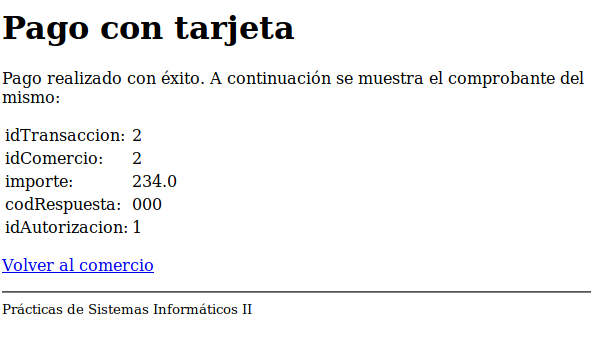 Pago con tarjeta
Pago realizado con éxito. A continuación se muestra el comprobante del
mismo:
idTransaccion: 2
idComercio: 2
importe: 234.0
codRespuesta: 000
idAutorizacion: 1
Volver al comercio
Prácticas de Sistemas Informáticos II